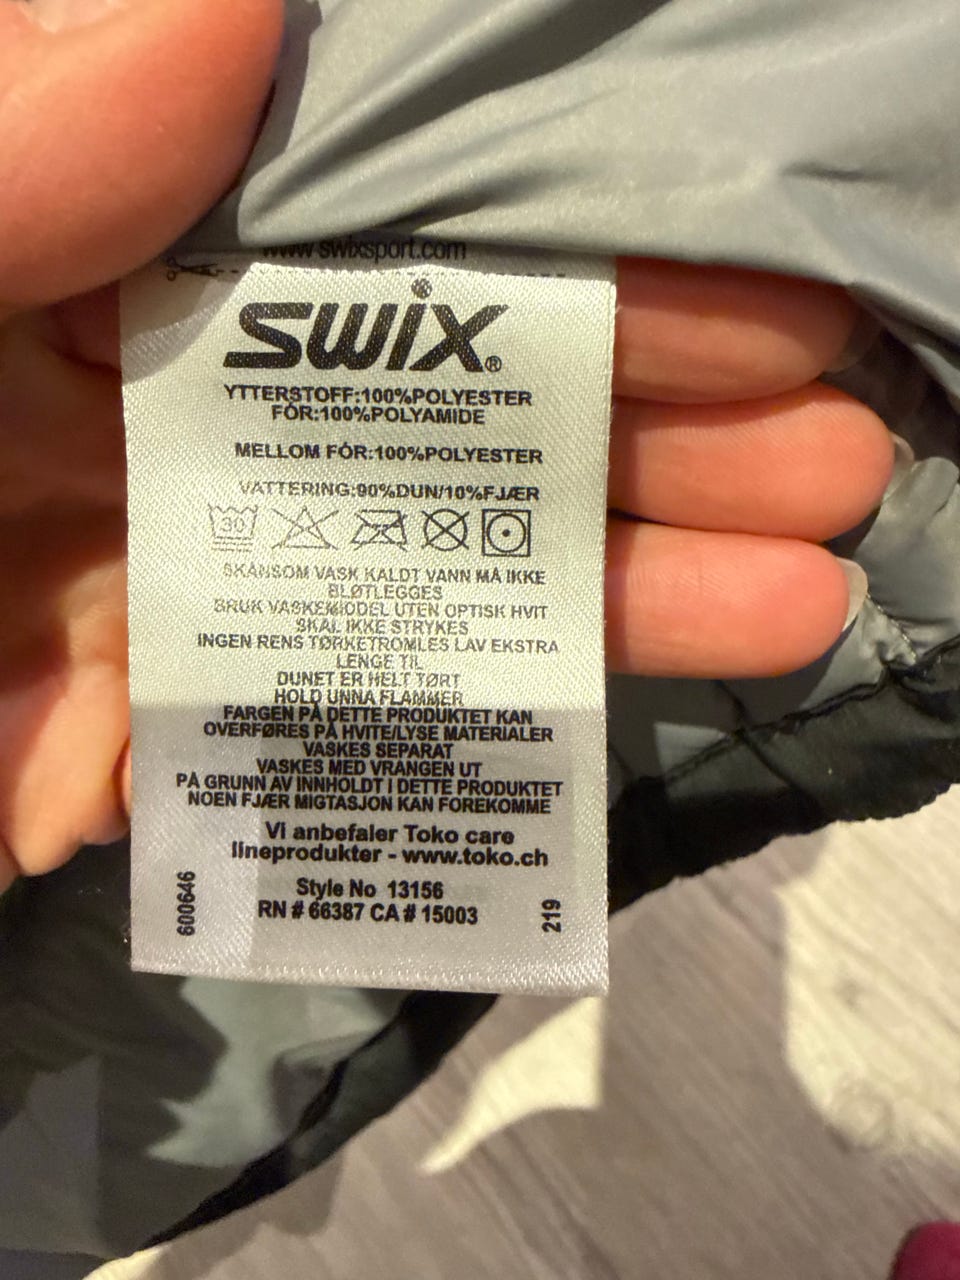 www swixsport.com
SWIX®
YTTERSTOFF:100%POLYESTER
FÓR:100%POLYAMIDE
MELLOM FÓR:100%POLYESTER
VATTERING:90%DUN/10%FJÆR
30
SKÅNSOM VASK KALDT VANN MÅ IKKE
BLØTLEGGES
BRUK VASKEMIDDEL UTEN OPTISK HVIT
SKAL IKKE STRYKES
INGEN RENS TØRKETROMLES LAV EKSTRA
LENGE TIL
DUNET ER HELT TØRT
HOLD UNNA FLAMMER
FARGEN PÅ DETTE PRODUKTET KAN
OVERFØRES PÅ HVITE/LYSE MATERIALER
VASKES SEPARAT
VASKES MED VRANGEN UT
PÅ GRUNN AV INNHOLDT I DETTE PRODUKTET
NOEN FJÆR MIGTASJON KAN FOREKOMME
Vi anbefaler Toko care
lineprodukter - www.toko.ch
Style No 13156
RN # 66387 CA # 15003
600646
219